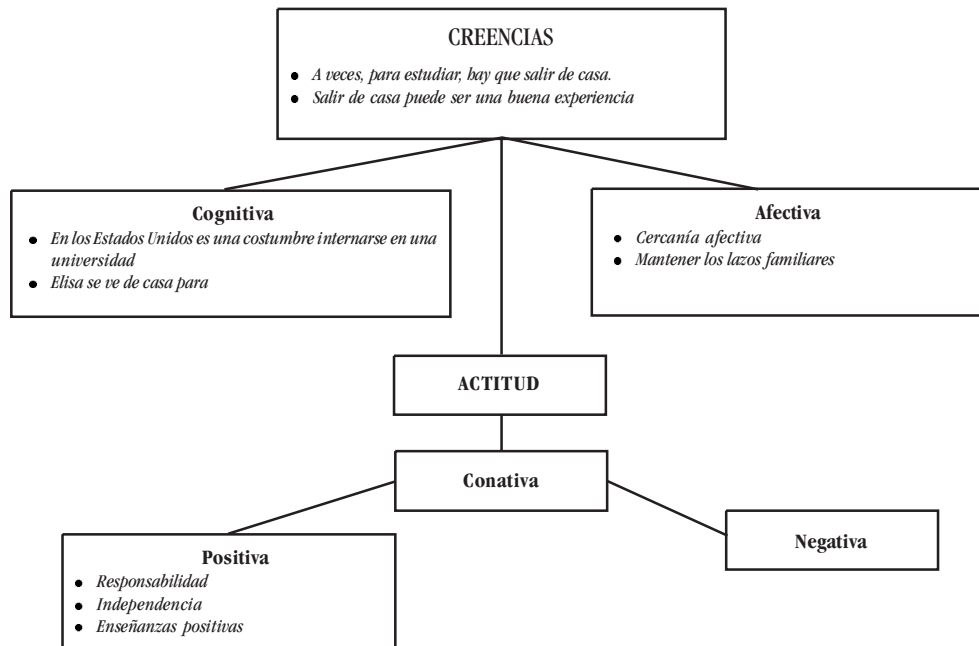 CREENCIAS
● A veces, para estudiar, hay que salir de casa.
● Salir de casa puede ser una buena experiencia
Cognitiva
● En los Estados Unidos es una costumbre internarse en una
universidad
● Elisa se ve de casa para
Afectiva
● Cercanía afectiva
● Mantener los lazos familiares
ACTITUD
Conativa
Positiva
● Responsabilidad
● Independencia
● Enseñanzas positivas
Negativa